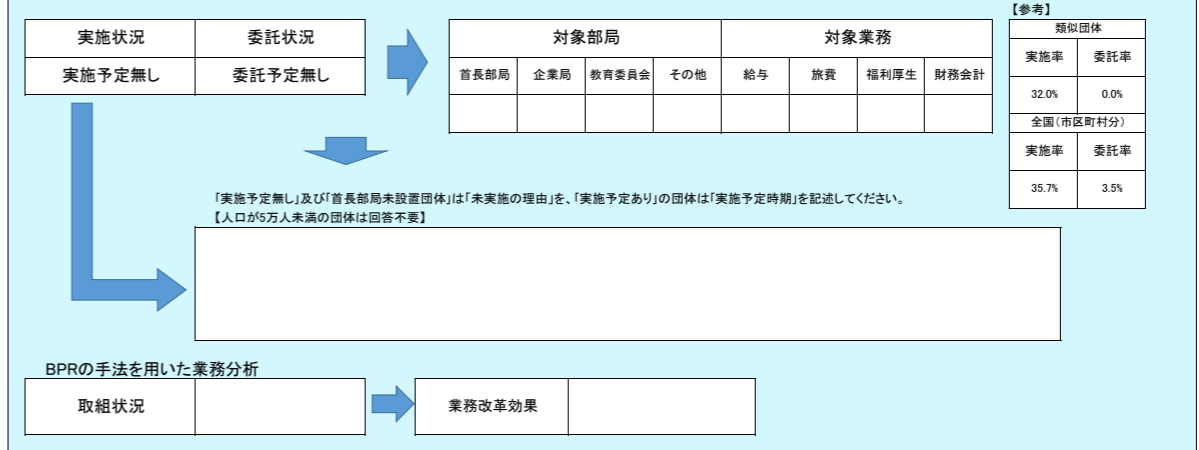 【参考】
実施状況 委託状況
実施予定無し 委託予定無し
対象部局 対象業務
首長部局 企業局 教育委員会 その他 給与 旅費 福利厚生 財務会計
類似団体
実施率 委託率
32.0% 0.0%
全国(市区町村分)
実施率 委託率
35.7% 3.5%
「実施予定無し」及び「首長部局未設置団体」は「未実施の理由」を、「実施予定あり」の団体は「実施予定時期」を記述してください。
【人口が5万人未満の団体は回答不要】
BPRの手法を用いた業務分析
取組状況 業務改革効果